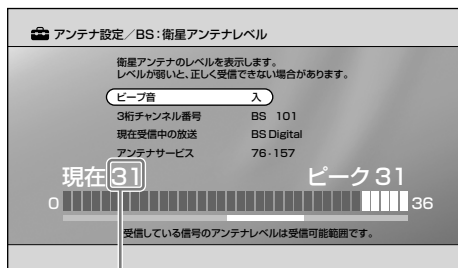 アンテナ設定/BS:衛星アンテナレベル
衛星アンテナのレベルを表示します。
レベルが弱いと、正しく受信できない場合があります。
ビープ音 入
3桁チャンネル番号 BS 101
現在受信中の放送 BS Digital
アンテナサービス 76-157
現在 31 ピーク 31
0 36
受信している信号のアンテナレベルは受信可能範囲です。